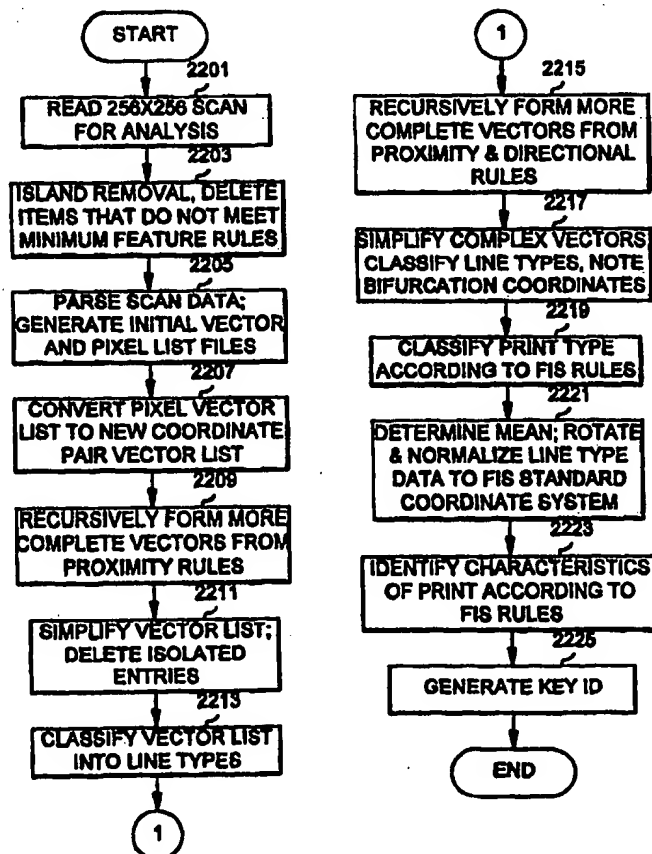 START
2201
READ 256X256 SCAN
FOR ANALYSIS
2203
ISLAND REMOVAL, DELETE
ITEMS THAT DO NOT MEET
MINIMUM FEATURE RULES
2205
PARSE SCAN DATA;
GENERATE INITIAL VECTOR
AND PIXEL LIST FILES
2207
CONVERT PIXEL VECTOR
LIST TO NEW COORDINATE
PAIR VECTOR LIST
2209
RECURSIVELY FORM MORE
COMPLETE VECTORS FROM
PROXIMITY RULES
2211
SIMPLIFY VECTOR LIST;
DELETE ISOLATED
ENTRIES
2213
CLASSIFY VECTOR LIST
INTO LINE TYPES
1
1
2215
RECURSIVELY FORM MORE
COMPLETE VECTORS FROM
PROXIMITY & DIRECTIONAL
RULES
2217
SIMPLIFY COMPLEX VECTORS,
CLASSIFY LINE TYPES, NOTE
BIFURCATION COORDINATES
2219
CLASSIFY PRINT TYPE
ACCORDING TO FIS RULES
2221
DETERMINE MEAN; ROTATE
& NORMALIZE LINE TYPE
DATA TO FIS STANDARD
COORDINATE SYSTEM
2223
IDENTIFY CHARACTERISTICS
OF PRINT ACCORDING TO
FIS RULES
2225
GENERATE KEY ID
END